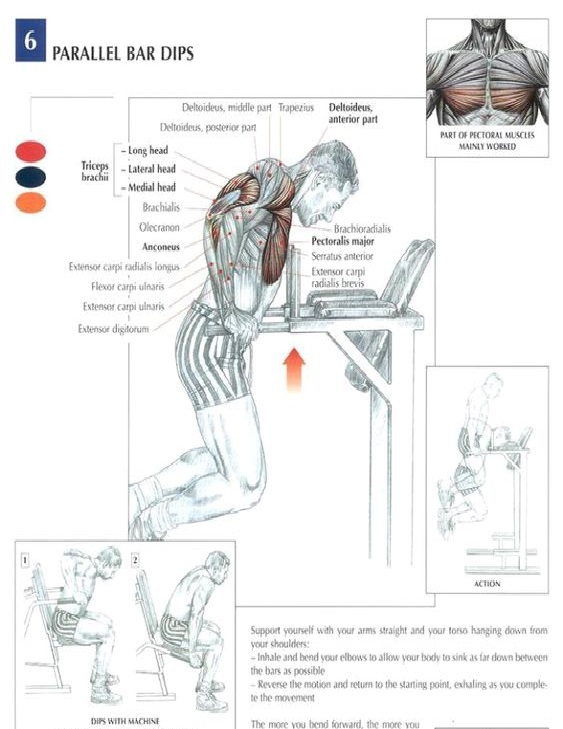 6
PARALLEL BAR DIPS
PART OF PECTORAL MUSCLES
MAINLY WORKED
Deltoideus, middle part
Trapezius
Deltoideus,
anterior part
Deltoideus, posterior part
Triceps
brachii
Long head
Lateral head
Medial head
Brachialis
Olecranon
Anconeus
Extensor carpi radialis longus
Flexor carpi ulnaris
Extensor carpi ulnaris
Extensor digitorum
Brachioradialis
Pectoralis major
Serratus anterior
Extensor carpi
radialis brevis
ACTION
1
2
DIPS WITH MACHINE
Support yourself with your arms straight and your torso hanging down from
your shoulders:
– Inhale and bend your elbows to allow your body to sink as far down between
the bars as possible
– Reverse the motion and return to the starting point, exhaling as you comple-
te the movement
The more you bend forward, the more you